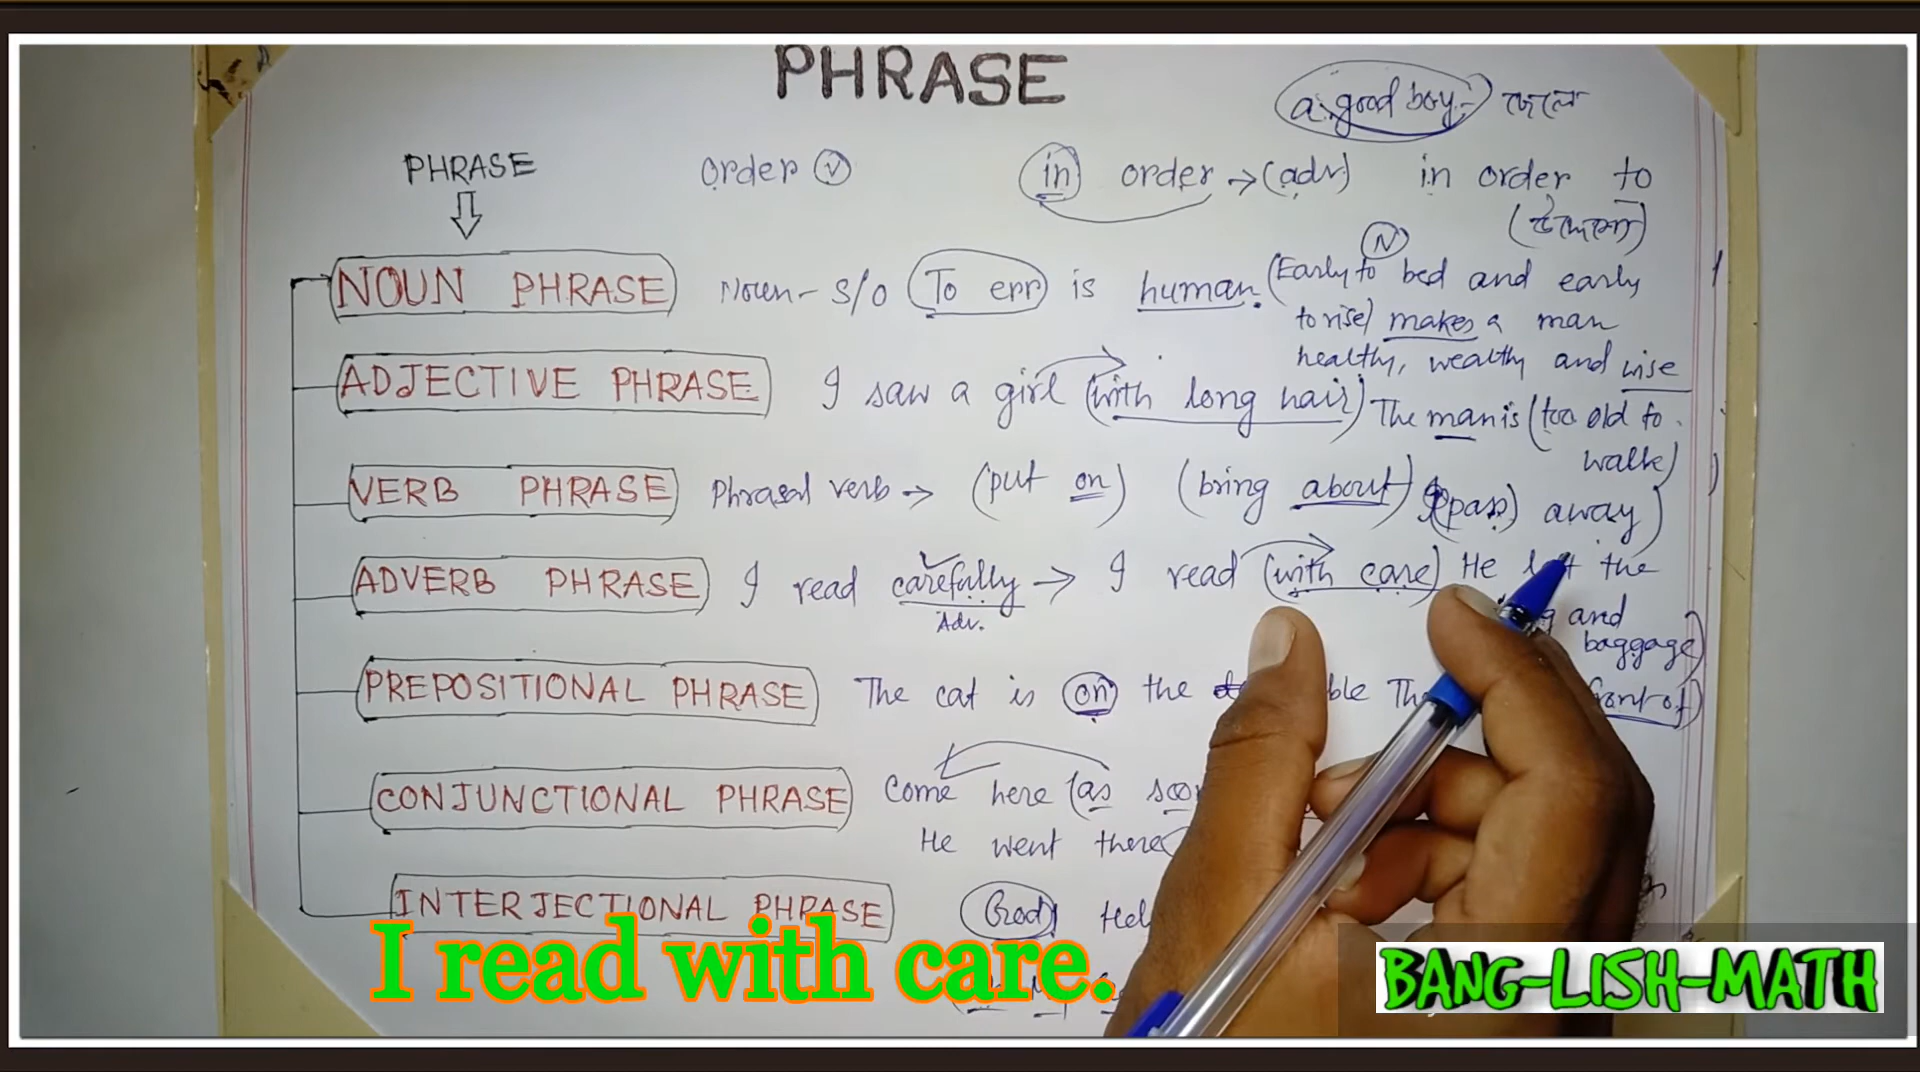 PHRASE
a good boy
PHRASE
order (V)
in order → (adv)
in order to
NOUN PHRASE
Noun - S/O (To err) is human.
(N)
(Early to bed and early
to rise) makes a man
healthy, wealthy and wise
ADJECTIVE PHRASE
I saw a girl (with long hair)
The man is (too old to
walk)
VERB PHRASE
Phrasal verb → (put on) (bring about)
(pass) away)
ADVERB PHRASE
I read carefully → I read (with care)
Adv.
He left the
and
baggage)
PREPOSITIONAL PHRASE
The cat is on the
front of)
CONJUNCTIONAL PHRASE
Come here (as
He went there
INTERJECTIONAL PHRASE
I read with care.
BANG-LISH-MATH